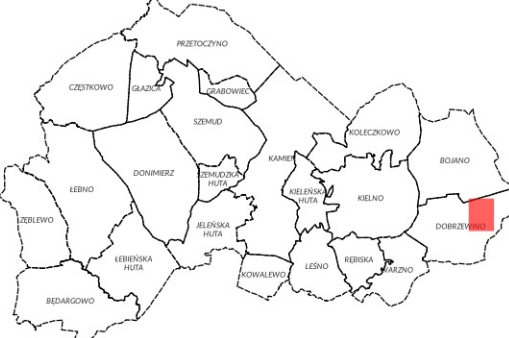 PRZETOCZYNO
CZĘSTKOWO
GŁAZICA
GRABOWIEC
SZEMUD
KOLECZKOWO
KAMIEŃ
BOJANO
DONIMIERZ
SZEMUDZKA
HUTA
ŁEBNO
KIELEŃSKA
HUTA
KIELNO
ZĘBLEWO
JELEŃSKA
HUTA
DOBRZEWINO
ŁEBIEŃSKA
HUTA
KOWALEWO
LEŚNO
RĘBISKA
WARZNO
BĘDARGOWO